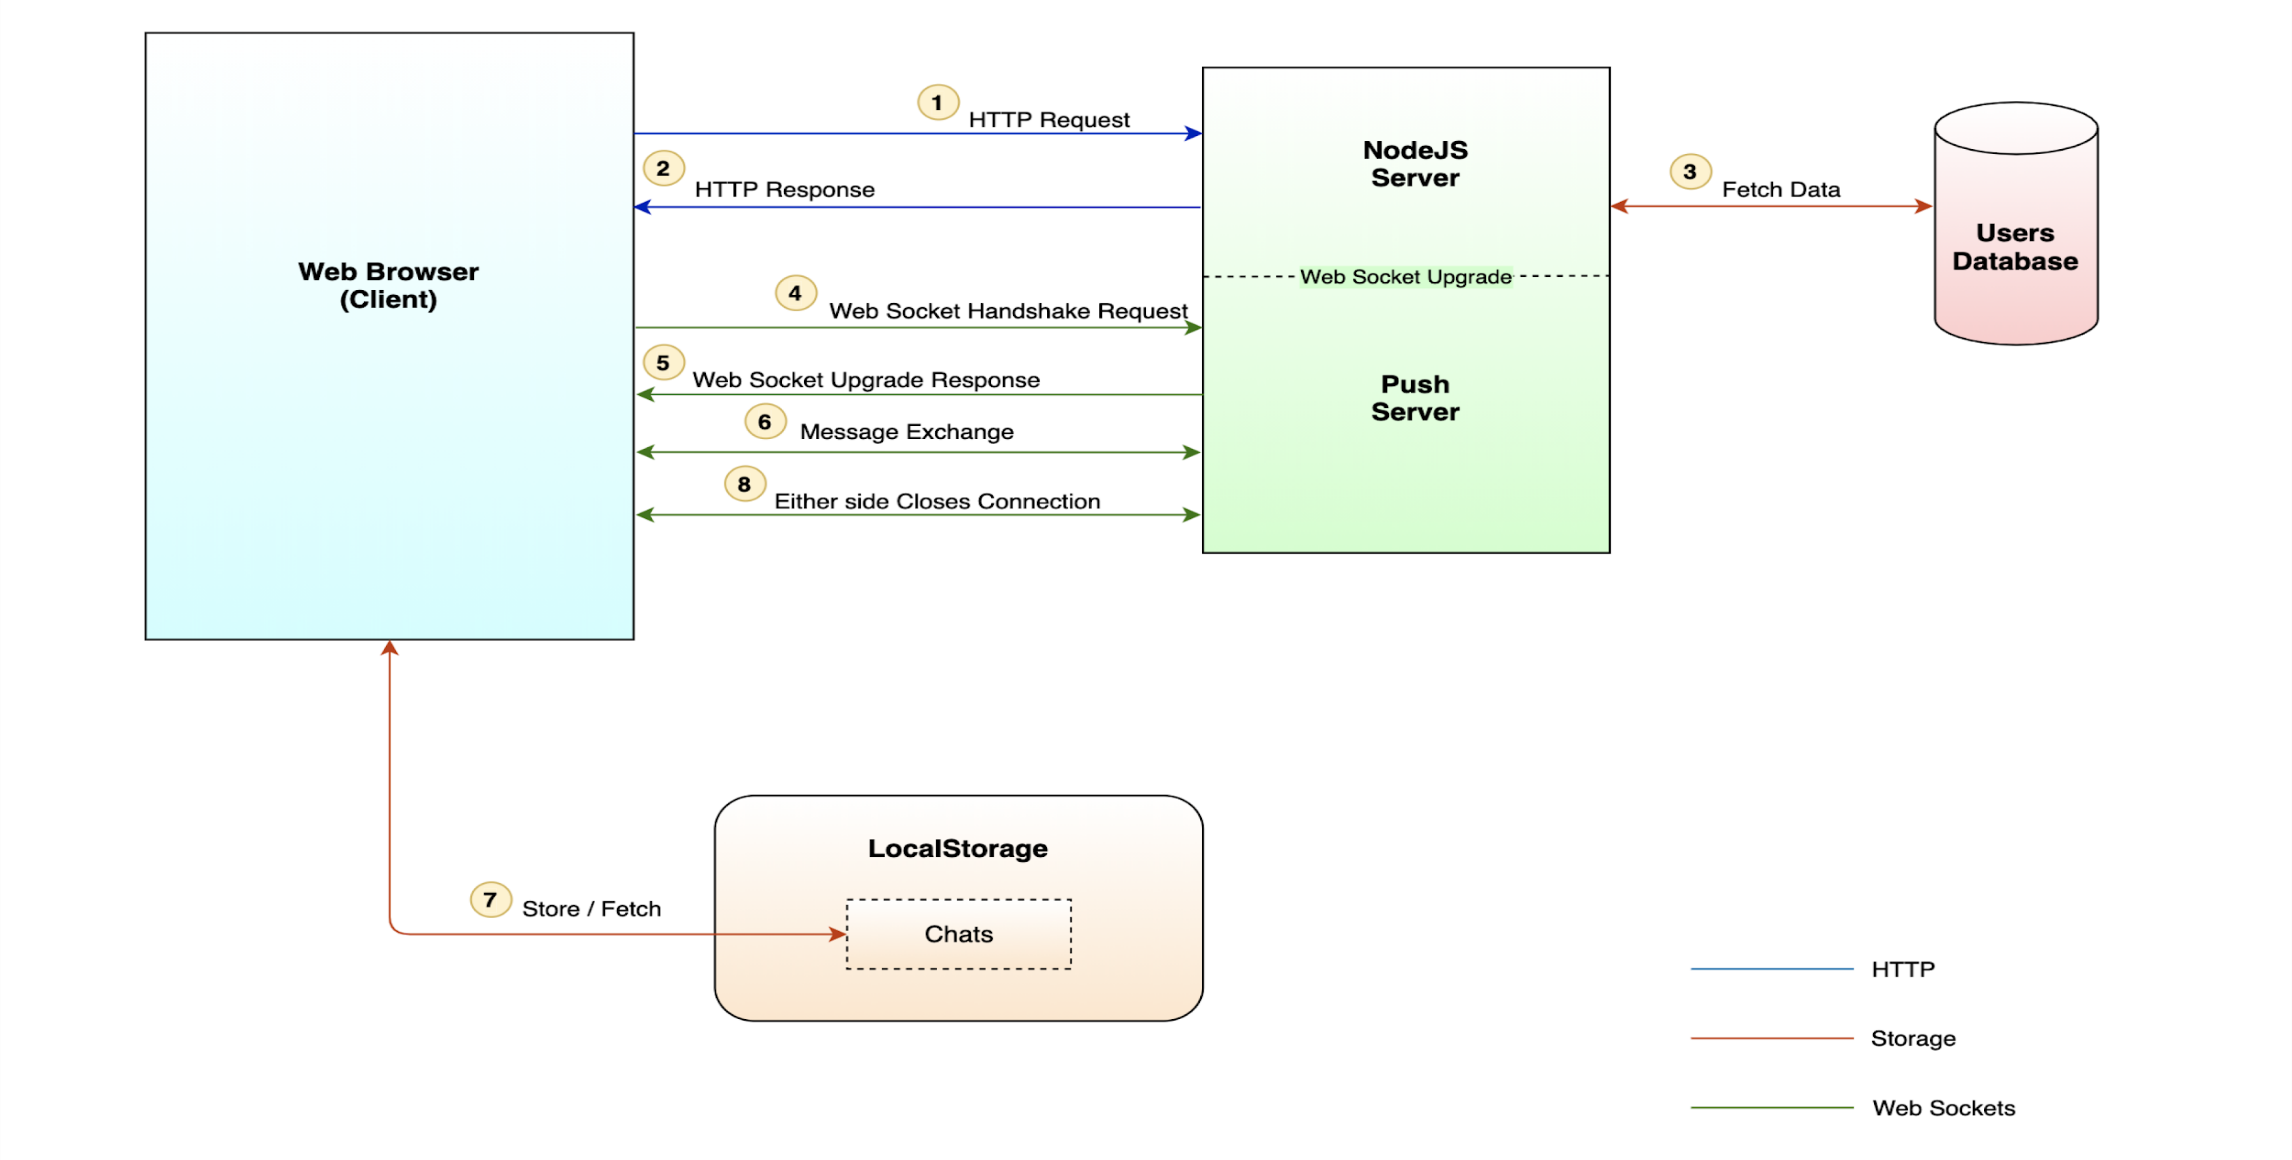 1
HTTP Request
2
HTTP Response
NodeJS
Server
3
Fetch Data
Users
Database
Web Browser
(Client)
Web Socket Upgrade
4
Web Socket Handshake Request
5
Web Socket Upgrade Response
6
Message Exchange
Push
Server
8
Either side Closes Connection
LocalStorage
7
Store / Fetch
Chats
HTTP
Storage
Web Sockets